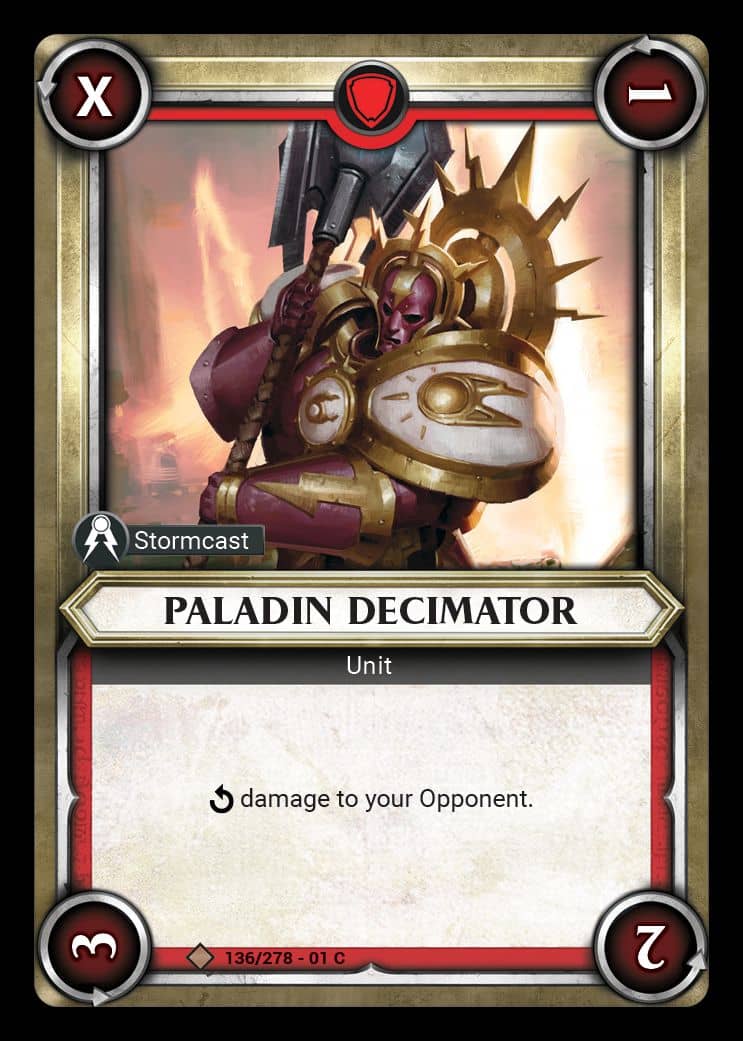 X
1
Stormcast
PALADIN DECIMATOR
Unit
damage to your Opponent.
3
136/278 - 01 C
2